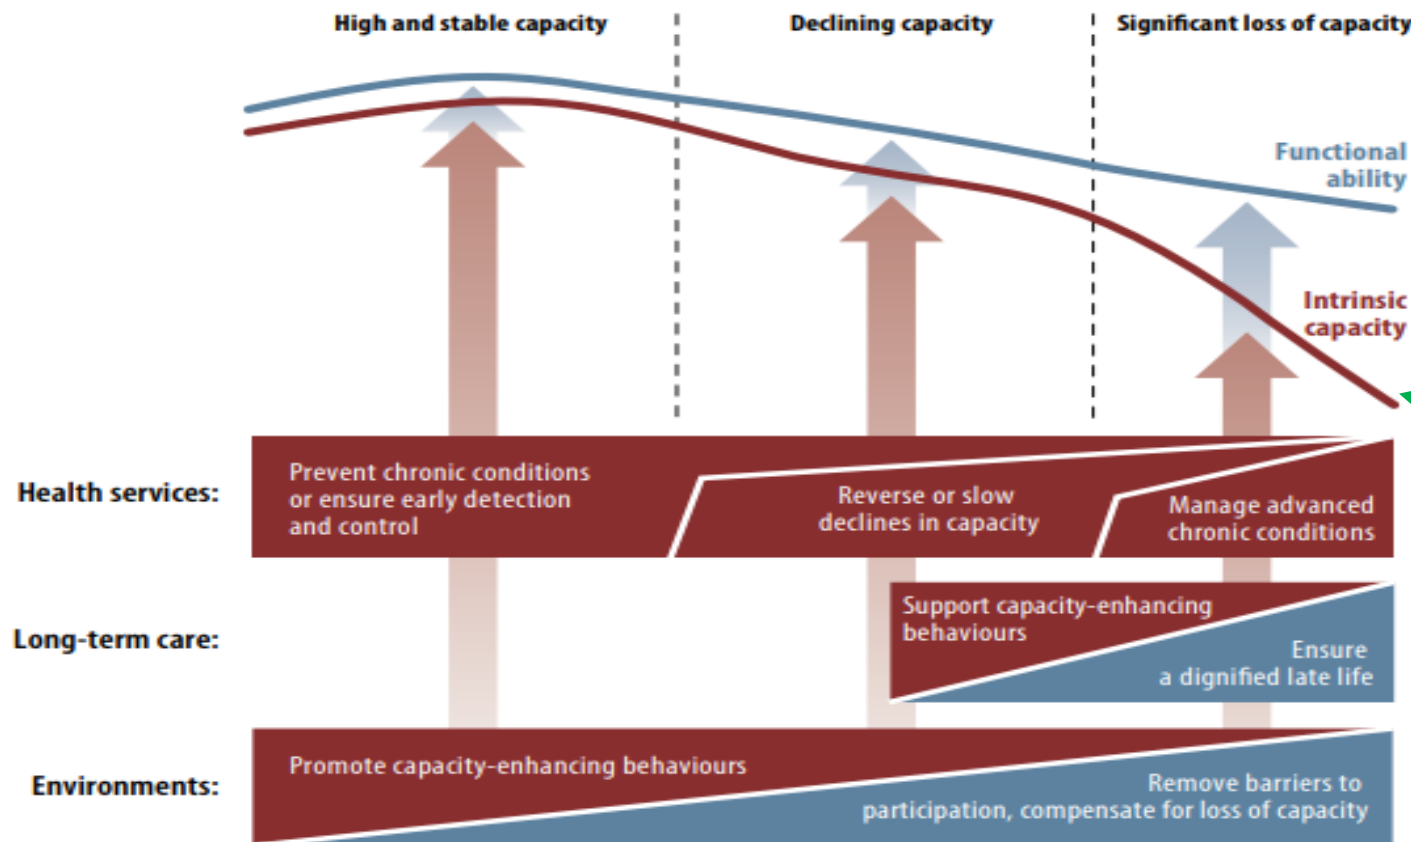 High and stable capacity
Declining capacity
Significant loss of capacity
Functional
ability
Intrinsic
capacity
Health services:
Prevent chronic conditions
or ensure early detection
and control
Reverse or slow
declines in capacity
Manage advanced
chronic conditions
Long-term care:
Support capacity-enhancing
behaviours
Ensure
a dignified late life
Environments:
Promote capacity-enhancing behaviours
Remove barriers to
participation, compensate for loss of capacity